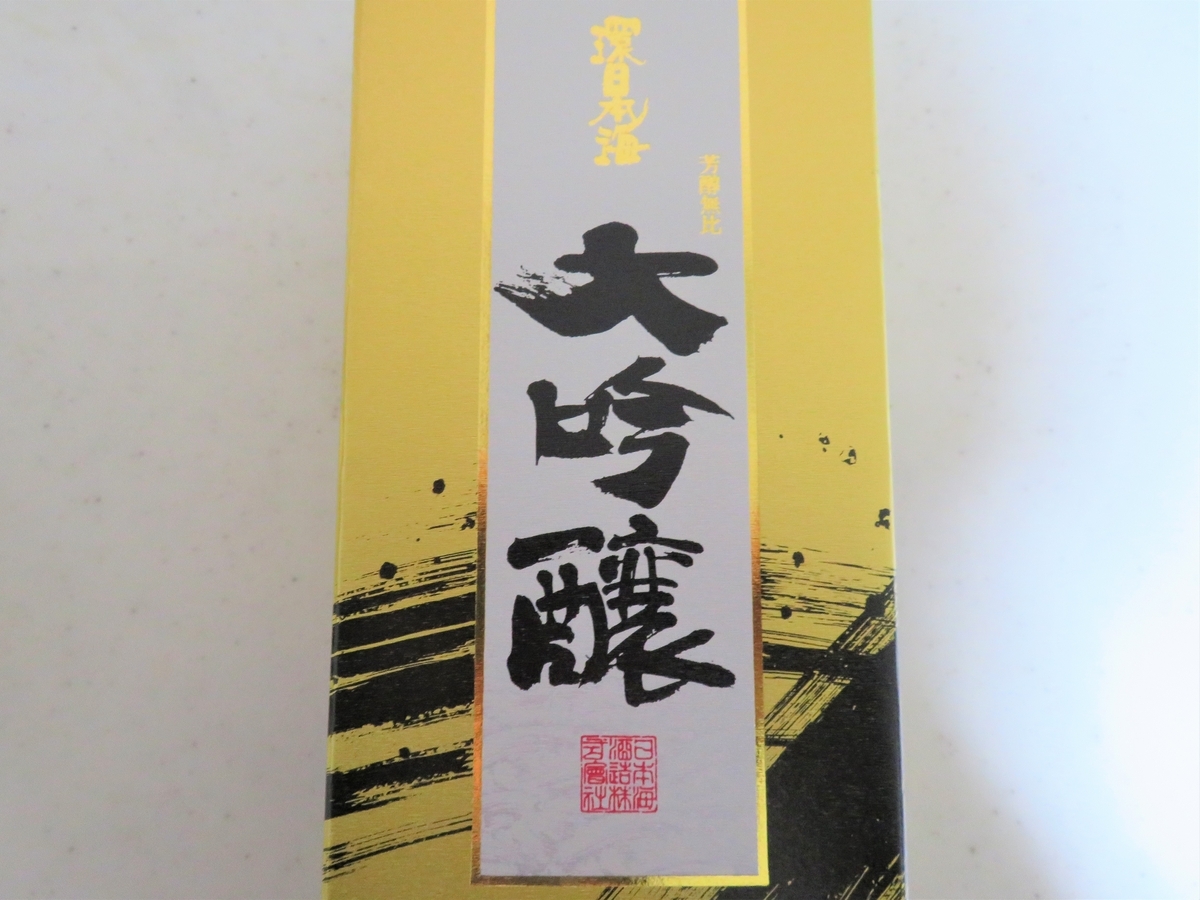 環日本海
芳醇無比
大吟醸
日本海
酒造株
式會社